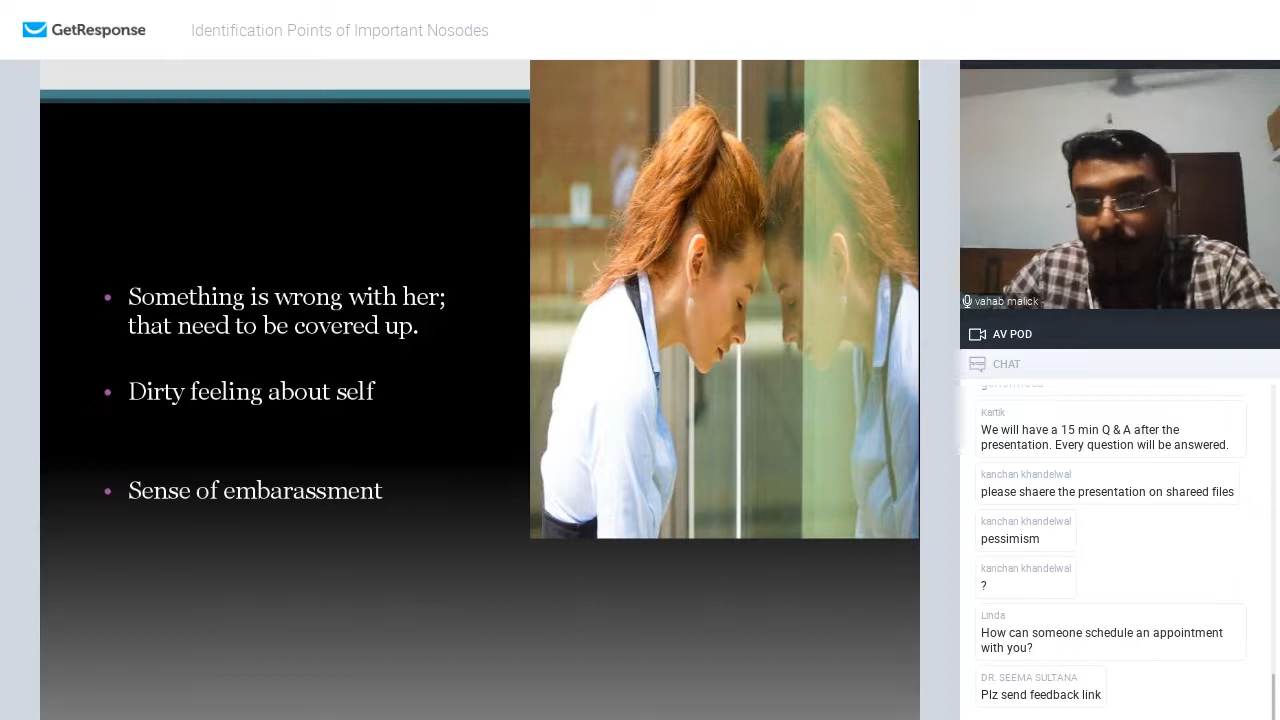 GetResponse
Identification Points of Important Nosodes
Something is wrong with her;
that need to be covered up.
Dirty feeling about self
Sense of embarassment
vahab malick
AV POD
CHAT
Kartik
We will have a 15 min Q & A after the
presentation. Every question will be answered.
kanchan khandelwal
please shaere the presentation on shareed files
kanchan khandelwal
pessimism
kanchan khandelwal
?
Linda
How can someone schedule an appointment
with you?
DR. SEEMA SULTANA
Plz send feedback link